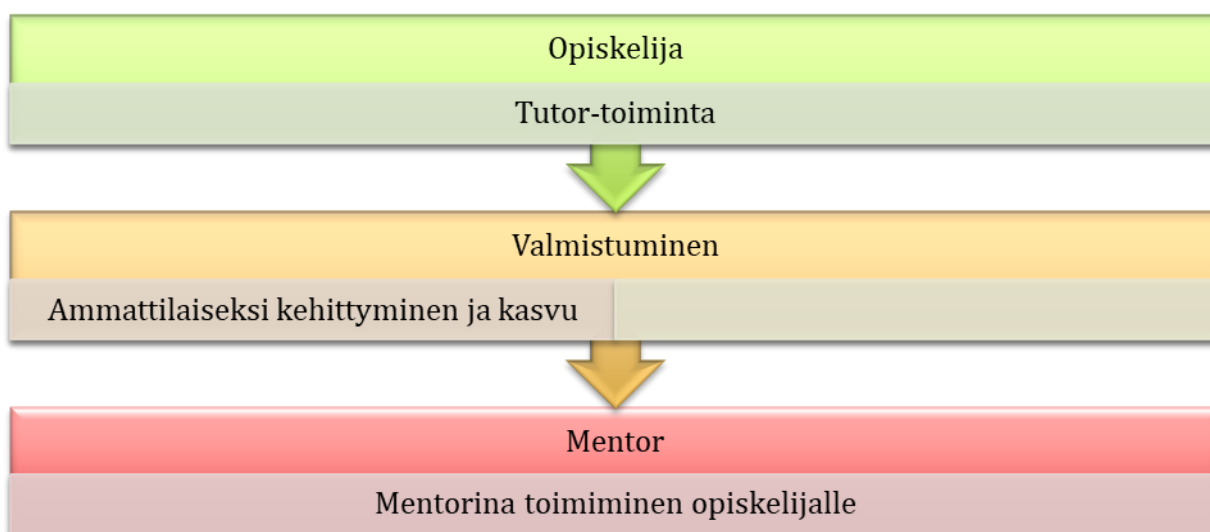 Opiskelija
Tutor-toiminta
Valmistuminen
Ammattilaiseksi kehittyminen ja kasvu
Mentor
Mentorina toimiminen opiskelijalle